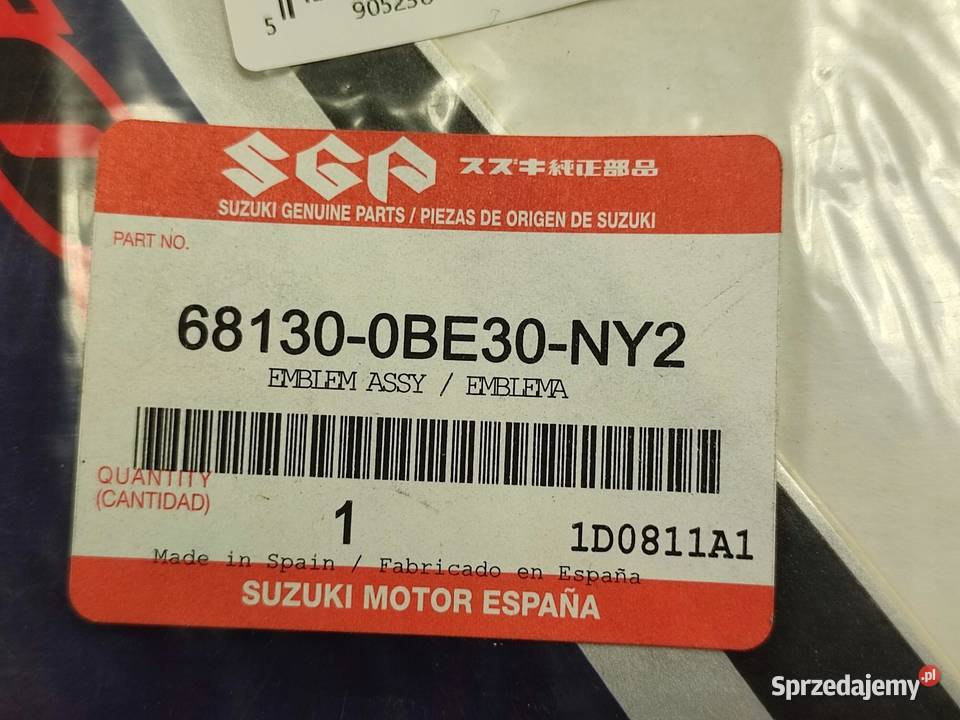 5
SGP スズキ純正部品
SUZUKI GENUINE PARTS / PIEZAS DE ORIGEN DE SUZUKI
PART NO.
68130-0BE30-NY2
EMBLEM ASSY / EMBLEMA
QUANTITY
(CANTIDAD)
1
1D0811A1
Made in Spain / Fabricado en España
SUZUKI MOTOR ESPAÑA
Sprzedajemy.pl